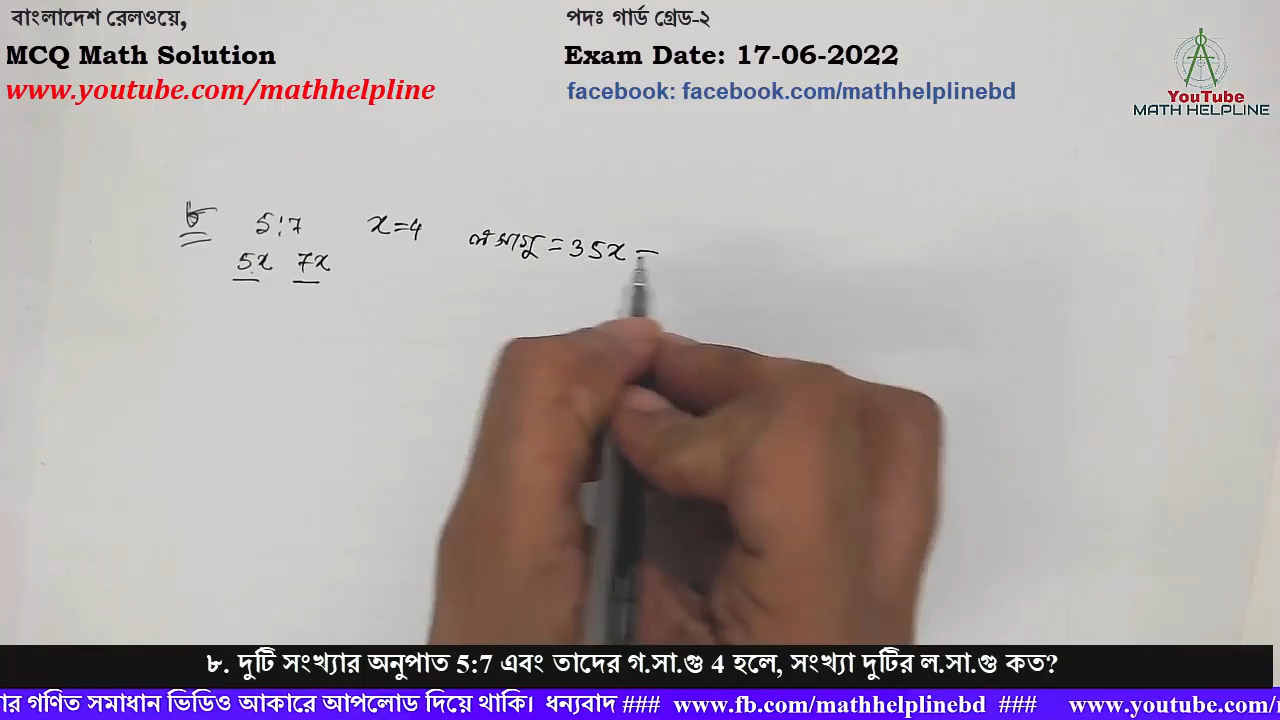 বাংলাদেশ রেলওয়ে,
পদঃ গার্ড গ্রেড-২
MCQ Math Solution
Exam Date: 17-06-2022
www.youtube.com/mathhelpline
facebook: facebook.com/mathhelplinebd
YouTube
MATH HELPLINE
৮ 5:7 x=4 লসাগু = 35x =
5x 7x
৮. দুটি সংখ্যার অনুপাত 5:7 এবং তাদের গ.সা.গু 4 হলে, সংখ্যা দুটির ল.সা.গু কত?
ার গণিত সমাধান ভিডিও আকারে আপলোড দিয়ে থাকি। ধন্যবাদ ### www.fb.com/mathhelplinebd ### www.youtube.com/